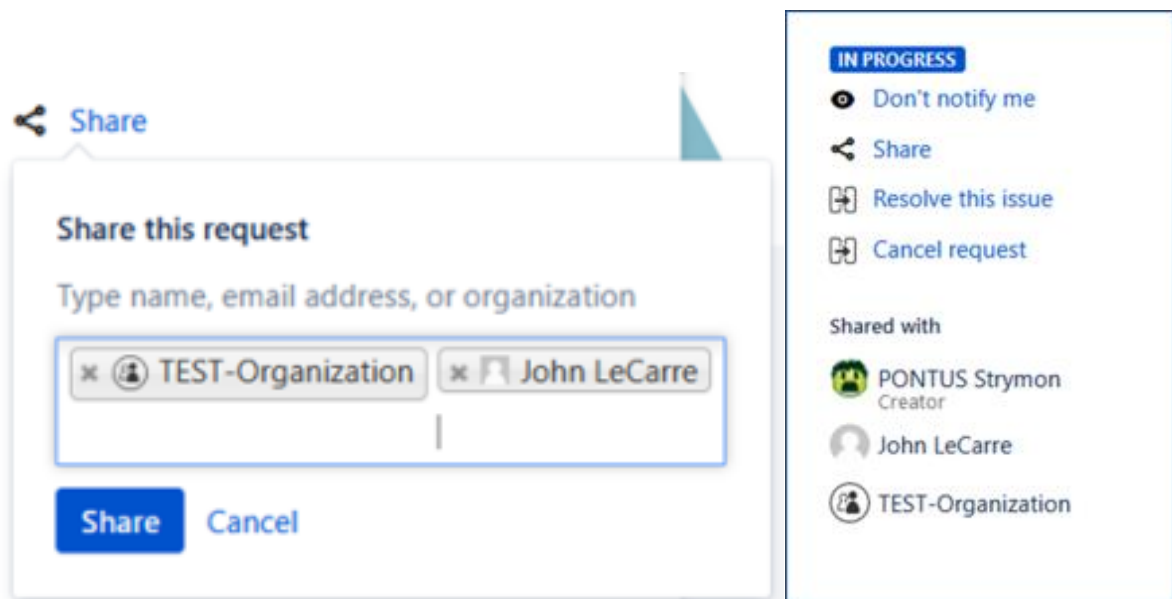 Share
Share this request
Type name, email address, or organization
TEST-Organization John LeCarre
Share Cancel
IN PROGRESS
Don't notify me
Share
Resolve this issue
Cancel request
Shared with
PONTUS Strymon
Creator
John LeCarre
TEST-Organization